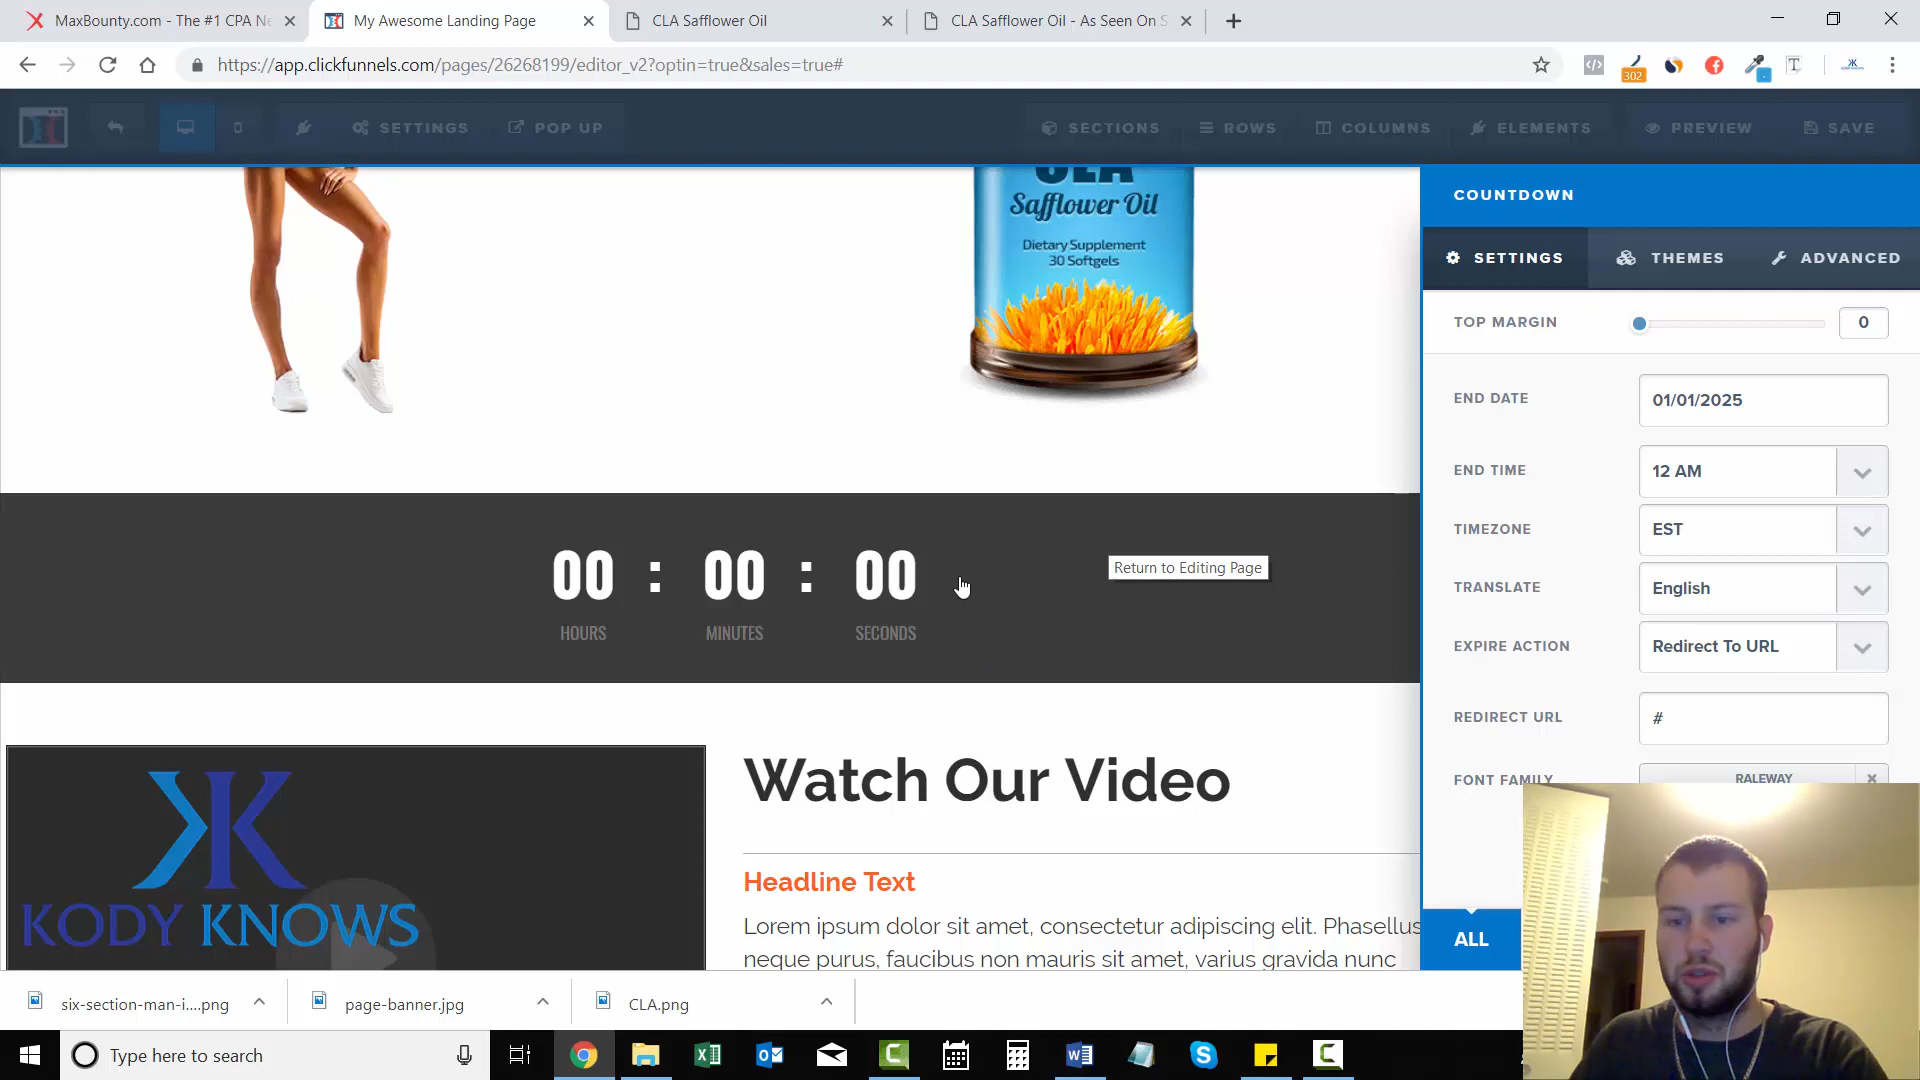 MaxBounty.com - The #1 CPA Ne
My Awesome Landing Page
CLA Safflower Oil
CLA Safflower Oil - As Seen On S
https://app.clickfunnels.com/pages/26268199/editor_v2?optin=true&sales=true#
302
SETTINGS
POP UP
SECTIONS
ROWS
COLUMNS
ELEMENTS
PREVIEW
SAVE
CLA
Safflower Oil
Dietary Supplement
30 Softgels
COUNTDOWN
SETTINGS
THEMES
ADVANCED
TOP MARGIN
0
END DATE
01/01/2025
END TIME
12 AM
TIMEZONE
EST
TRANSLATE
English
EXPIRE ACTION
Redirect To URL
REDIRECT URL
#
FONT FAMILY
RALEWAY
ALL
00 : 00 : 00
HOURS
MINUTES
SECONDS
Return to Editing Page
KODY KNOWS
Watch Our Video
Headline Text
Lorem ipsum dolor sit amet, consectetur adipiscing elit. Phasellus
neque purus, faucibus non mauris sit amet, varius gravida nunc
six-section-man-i....png
page-banner.jpg
CLA.png
Type here to search